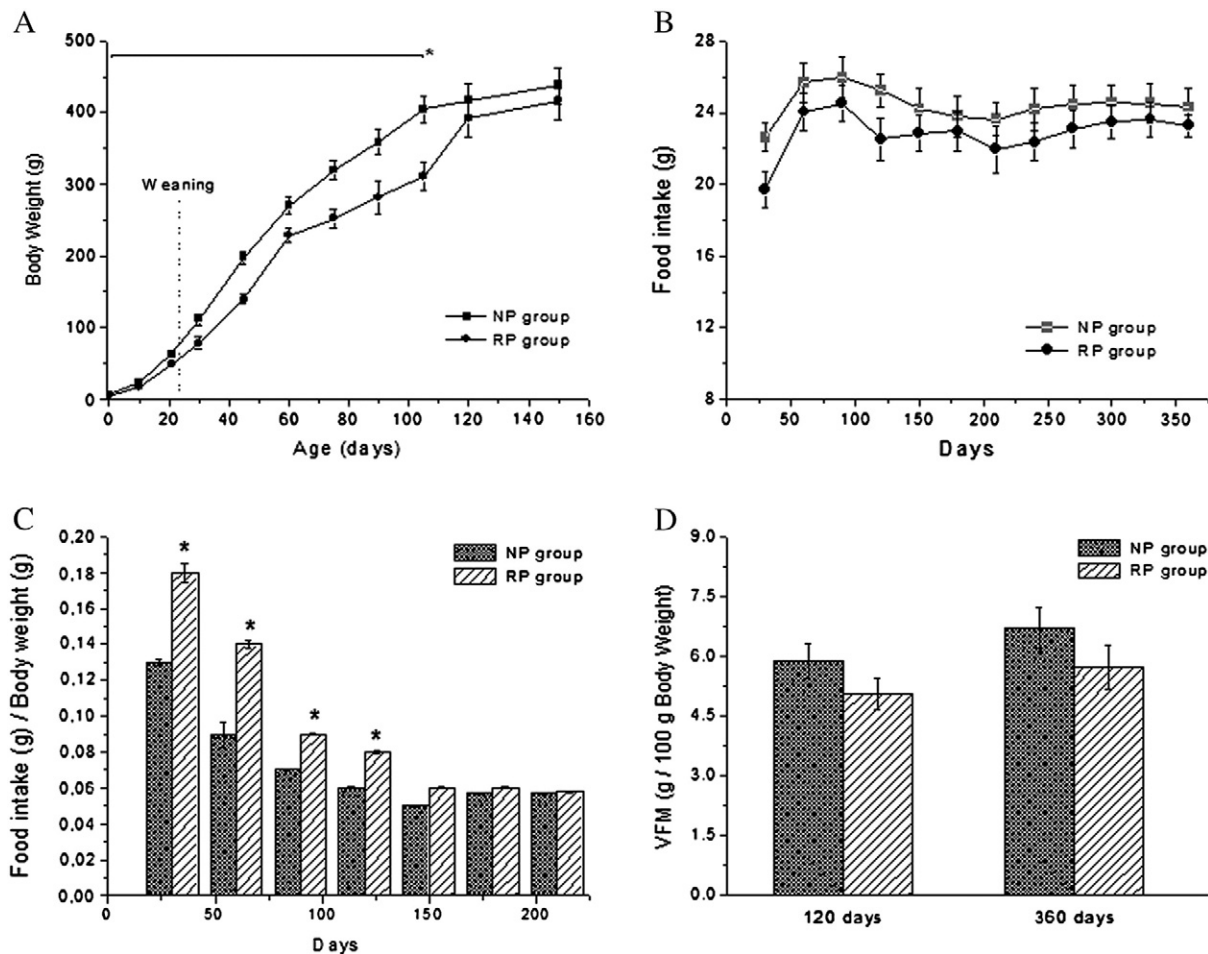 A
500
400
300
200
100
0
*
Weaning
NP group
RP group
0 20 40 60 80 100 120 140 160
Age (days)
Body Weight (g)
B
28
24
20
16
12
8
NP group
RP group
0 50 100 150 200 250 300 350
Days
Food intake (g)
C
0.20
0.18
0.16
0.14
0.12
0.10
0.08
0.06
0.04
0.02
0.00
* * * *
NP group
RP group
0 50 100 150 200
Days
Food intake (g) / Body weight (g)
D
9.0
7.5
6.0
4.5
3.0
1.5
0.0
NP group
RP group
120 days 360 days
VFM (g / 100 g Body Weight)